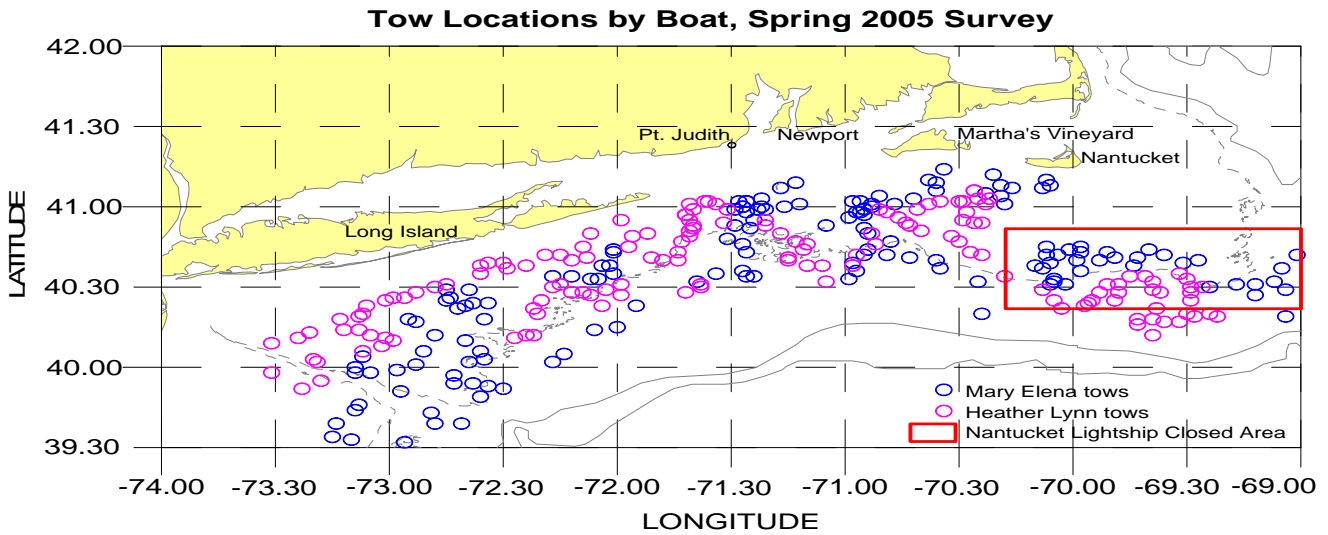 Tow Locations by Boat, Spring 2005 Survey
42.00
41.30
41.00
40.30
40.00
39.30
LATITUDE
Pt. Judith
Newport
Martha's Vineyard
Nantucket
Long Island
Mary Elena tows
Heather Lynn tows
Nantucket Lightship Closed Area
-74.00 -73.30 -73.00 -72.30 -72.00 -71.30 -71.00 -70.30 -70.00 -69.30 -69.00
LONGITUDE